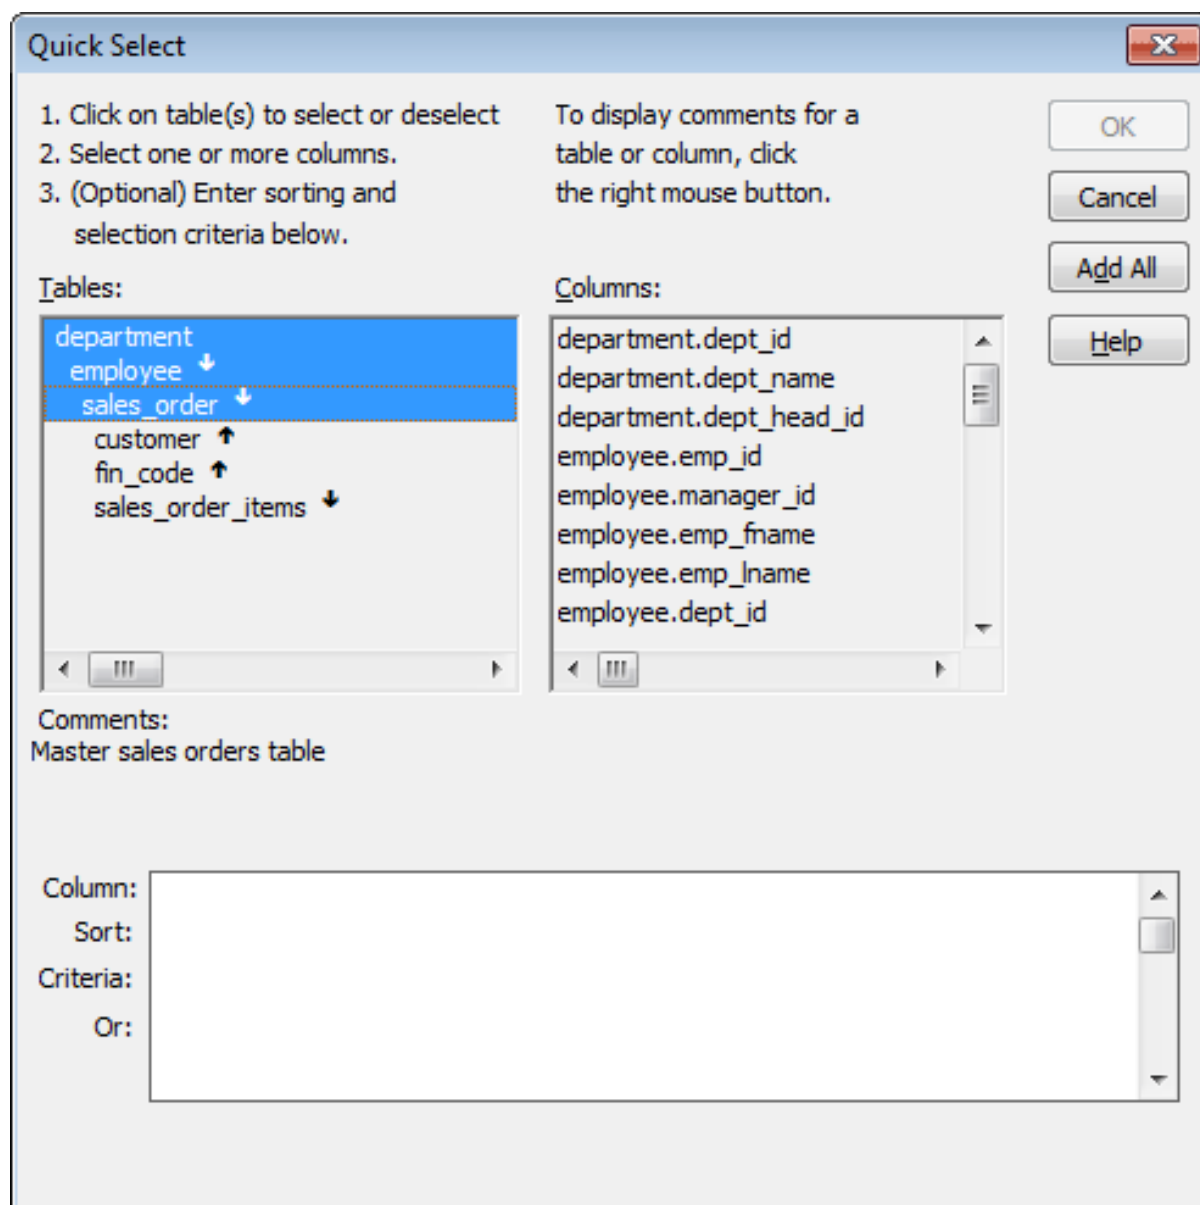 Quick Select
1. Click on table(s) to select or deselect
2. Select one or more columns.
3. (Optional) Enter sorting and
selection criteria below.
To display comments for a
table or column, click
the right mouse button.
OK
Cancel
Add All
Help
Tables:
department
employee
sales_order
customer
fin_code
sales_order_items
Columns:
department.dept_id
department.dept_name
department.dept_head_id
employee.emp_id
employee.manager_id
employee.emp_fname
employee.emp_lname
employee.dept_id
Comments:
Master sales orders table
Column:
Sort:
Criteria:
Or: